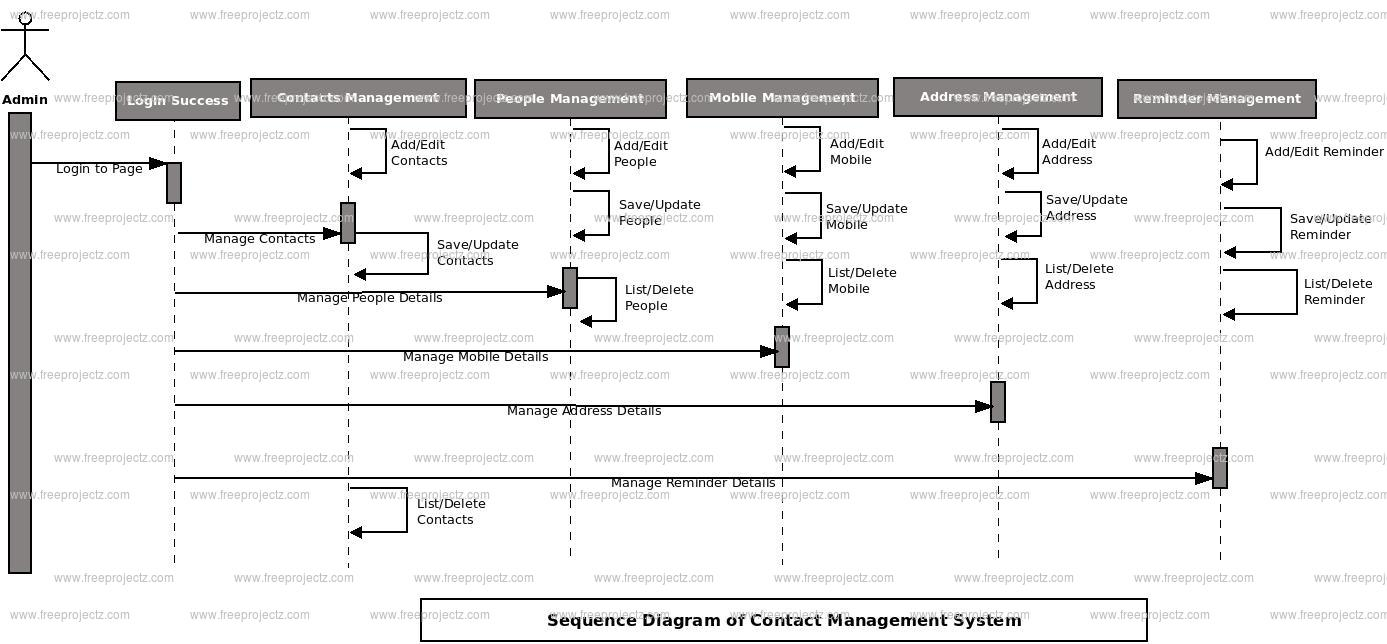 Admin
Login Success
Contacts Management
People Management
Mobile Management
Address Management
Reminder Management
Login to Page
Add/Edit
Contacts
Add/Edit
People
Add/Edit
Mobile
Add/Edit
Address
Add/Edit Reminder
Manage Contacts
Save/Update
Contacts
Save/Update
People
Save/Update
Mobile
Save/Update
Address
Save/Update
Reminder
Manage People Details
List/Delete
People
List/Delete
Mobile
List/Delete
Address
List/Delete
Reminder
Manage Mobile Details
Manage Address Details
Manage Reminder Details
List/Delete
Contacts
Sequence Diagram of Contact Management System
www.freeprojectz.com